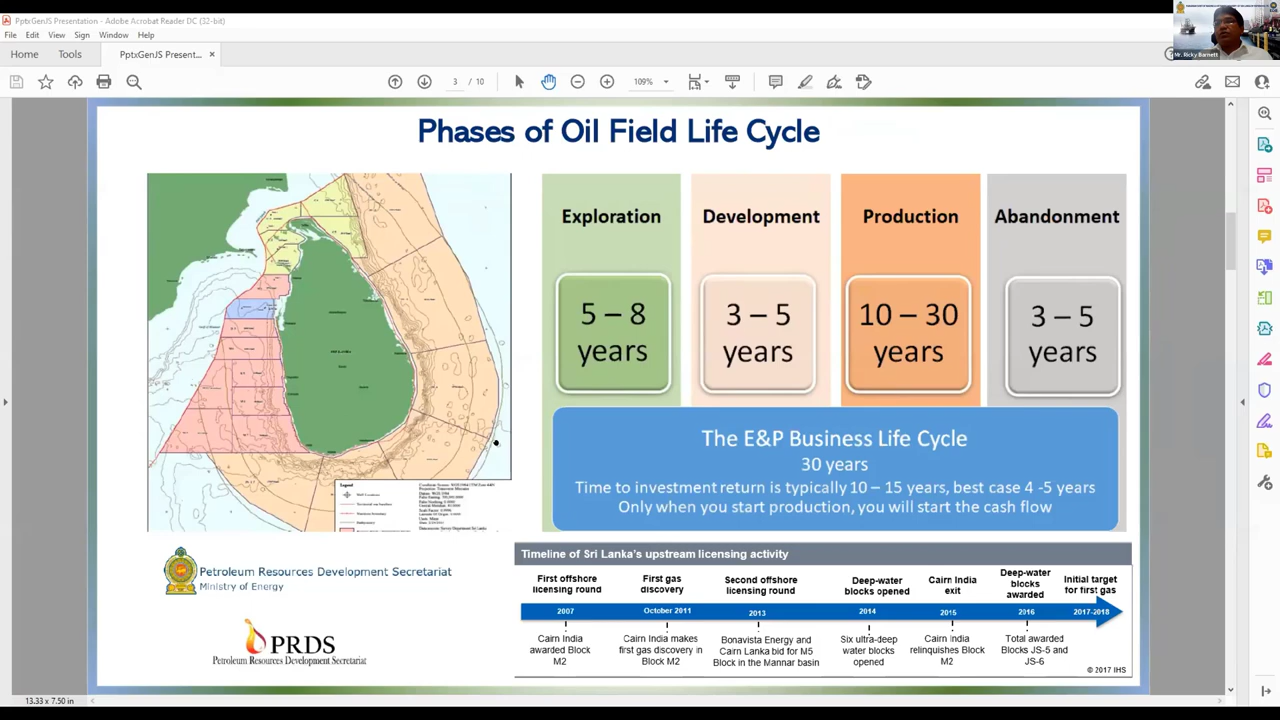 PptxGenJS Presentation - Adobe Acrobat Reader DC (32-bit)
File Edit View Sign Window Help
Home Tools PptxGenJS Present... ×
3 / 10 109%
Mr. Ricky Barnett
Phases of Oil Field Life Cycle
Exploration Development Production Abandonment
5 – 8 years
3 – 5 years
10 – 30 years
3 – 5 years
The E&P Business Life Cycle
30 years
Time to investment return is typically 10 – 15 years, best case 4 -5 years
Only when you start production, you will start the cash flow
Legend
Petroleum Resources Development Secretariat
Ministry of Energy
PRDS
Petroleum Resources Development Secretariat
Timeline of Sri Lanka's upstream licensing activity
First offshore licensing round
2007
Cairn India awarded Block M2
First gas discovery
October 2011
Cairn India makes first gas discovery in Block M2
Second offshore licensing round
2013
Bonavista Energy and Cairn Lanka bid for M5 Block in the Mannar basin
Deep-water blocks opened
2014
Six ultra-deep water blocks opened
Cairn India exit
2015
Cairn India relinquishes Block M2
Deep-water blocks awarded
2016
Total awarded Blocks JS-5 and JS-6
Initial target for first gas
2017-2018
© 2017 IHS
13.33 x 7.50 in